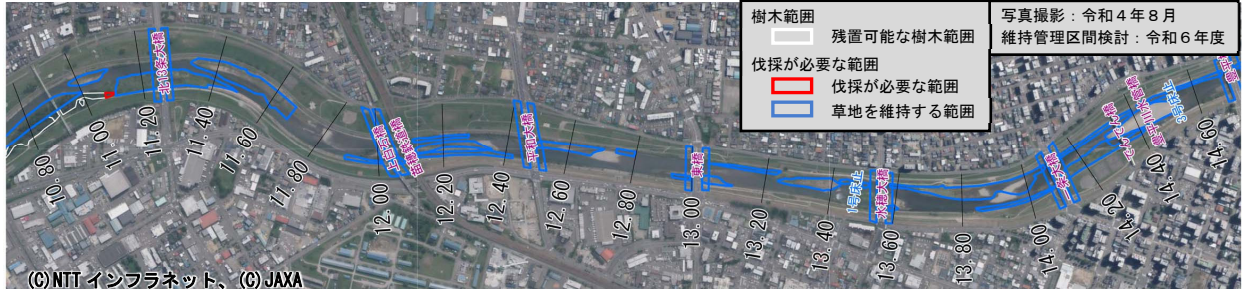 樹木範囲
残置可能な樹木範囲
伐採が必要な範囲
伐採が必要な範囲
草地を維持する範囲
写真撮影：令和４年８月
維持管理区間検討：令和６年度
北13条大橋
上白石橋
平和大橋
東橋
1号床止
水穂大橋
3号床止
10.80
11.00
11.20
11.40
11.60
11.80
12.00
12.20
12.40
12.60
12.80
13.00
13.20
13.40
13.60
13.80
14.00
14.20
14.40
14.60
(C)NTT インフラネット、(C)JAXA